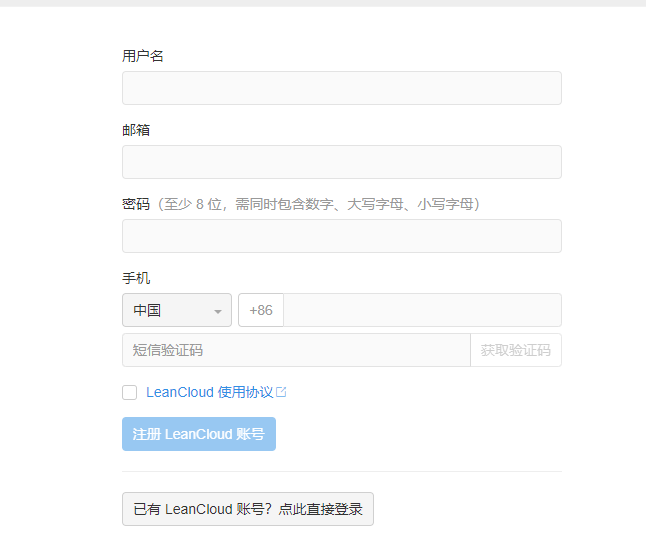 用户名
邮箱
密码（至少 8 位，需同时包含数字、大写字母、小写字母）
手机
中国 +86
短信验证码 获取验证码
LeanCloud 使用协议
注册 LeanCloud 账号
已有 LeanCloud 账号？点此直接登录